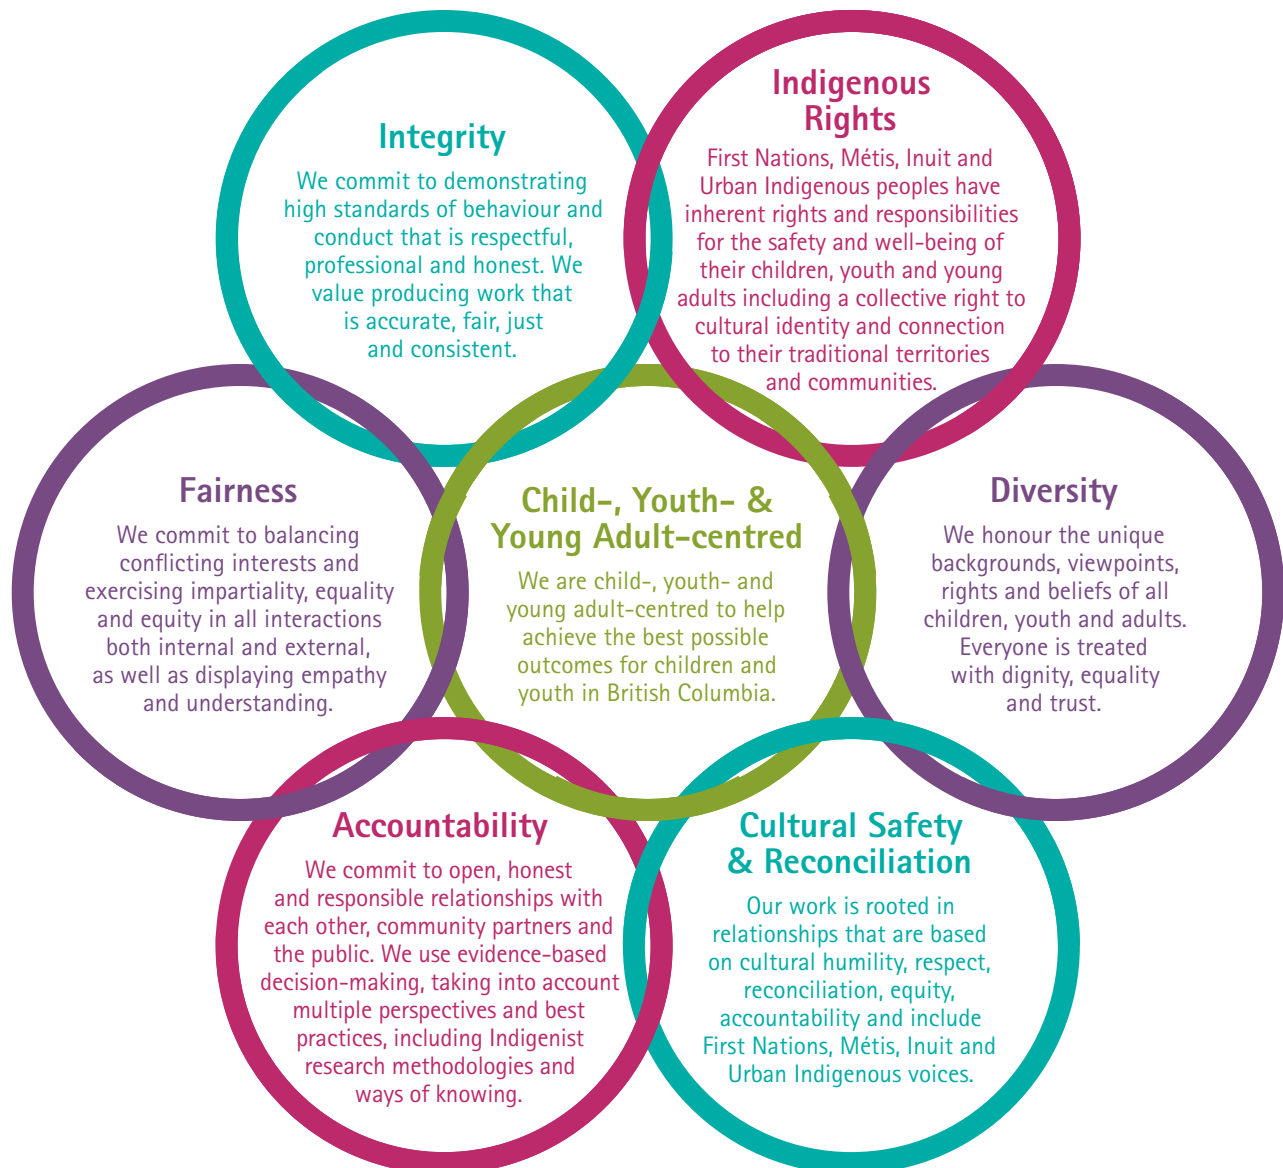 Integrity
We commit to demonstrating
high standards of behaviour and
conduct that is respectful,
professional and honest. We
value producing work that
is accurate, fair, just
and consistent.
Indigenous
Rights
First Nations, Métis, Inuit and
Urban Indigenous peoples have
inherent rights and responsibilities
for the safety and well-being of
their children, youth and young
adults including a collective right to
cultural identity and connection
to their traditional territories
and communities.
Fairness
We commit to balancing
conflicting interests and
exercising impartiality, equality
and equity in all interactions
both internal and external,
as well as displaying empathy
and understanding.
Child-, Youth- &
Young Adult-centred
We are child-, youth- and
young adult-centred to help
achieve the best possible
outcomes for children and
youth in British Columbia.
Diversity
We honour the unique
backgrounds, viewpoints,
rights and beliefs of all
children, youth and adults.
Everyone is treated
with dignity, equality
and trust.
Accountability
We commit to open, honest
and responsible relationships with
each other, community partners and
the public. We use evidence-based
decision-making, taking into account
multiple perspectives and best
practices, including Indigenist
research methodologies and
ways of knowing.
Cultural Safety
& Reconciliation
Our work is rooted in
relationships that are based
on cultural humility, respect,
reconciliation, equity,
accountability and include
First Nations, Métis, Inuit and
Urban Indigenous voices.